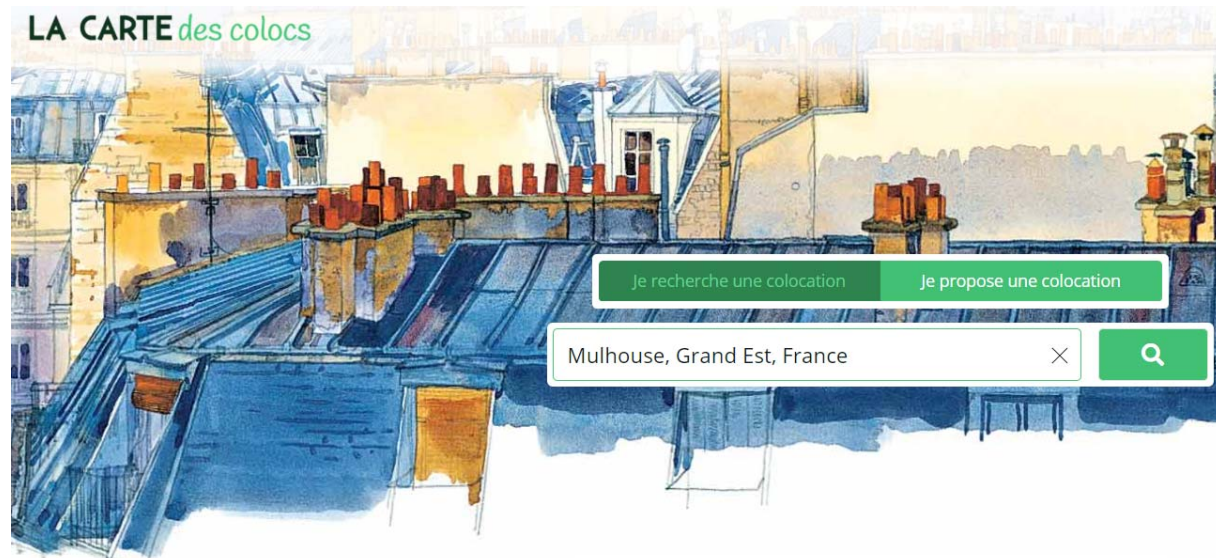 LA CARTE des colocs
Je recherche une colocation
Je propose une colocation
Mulhouse, Grand Est, France